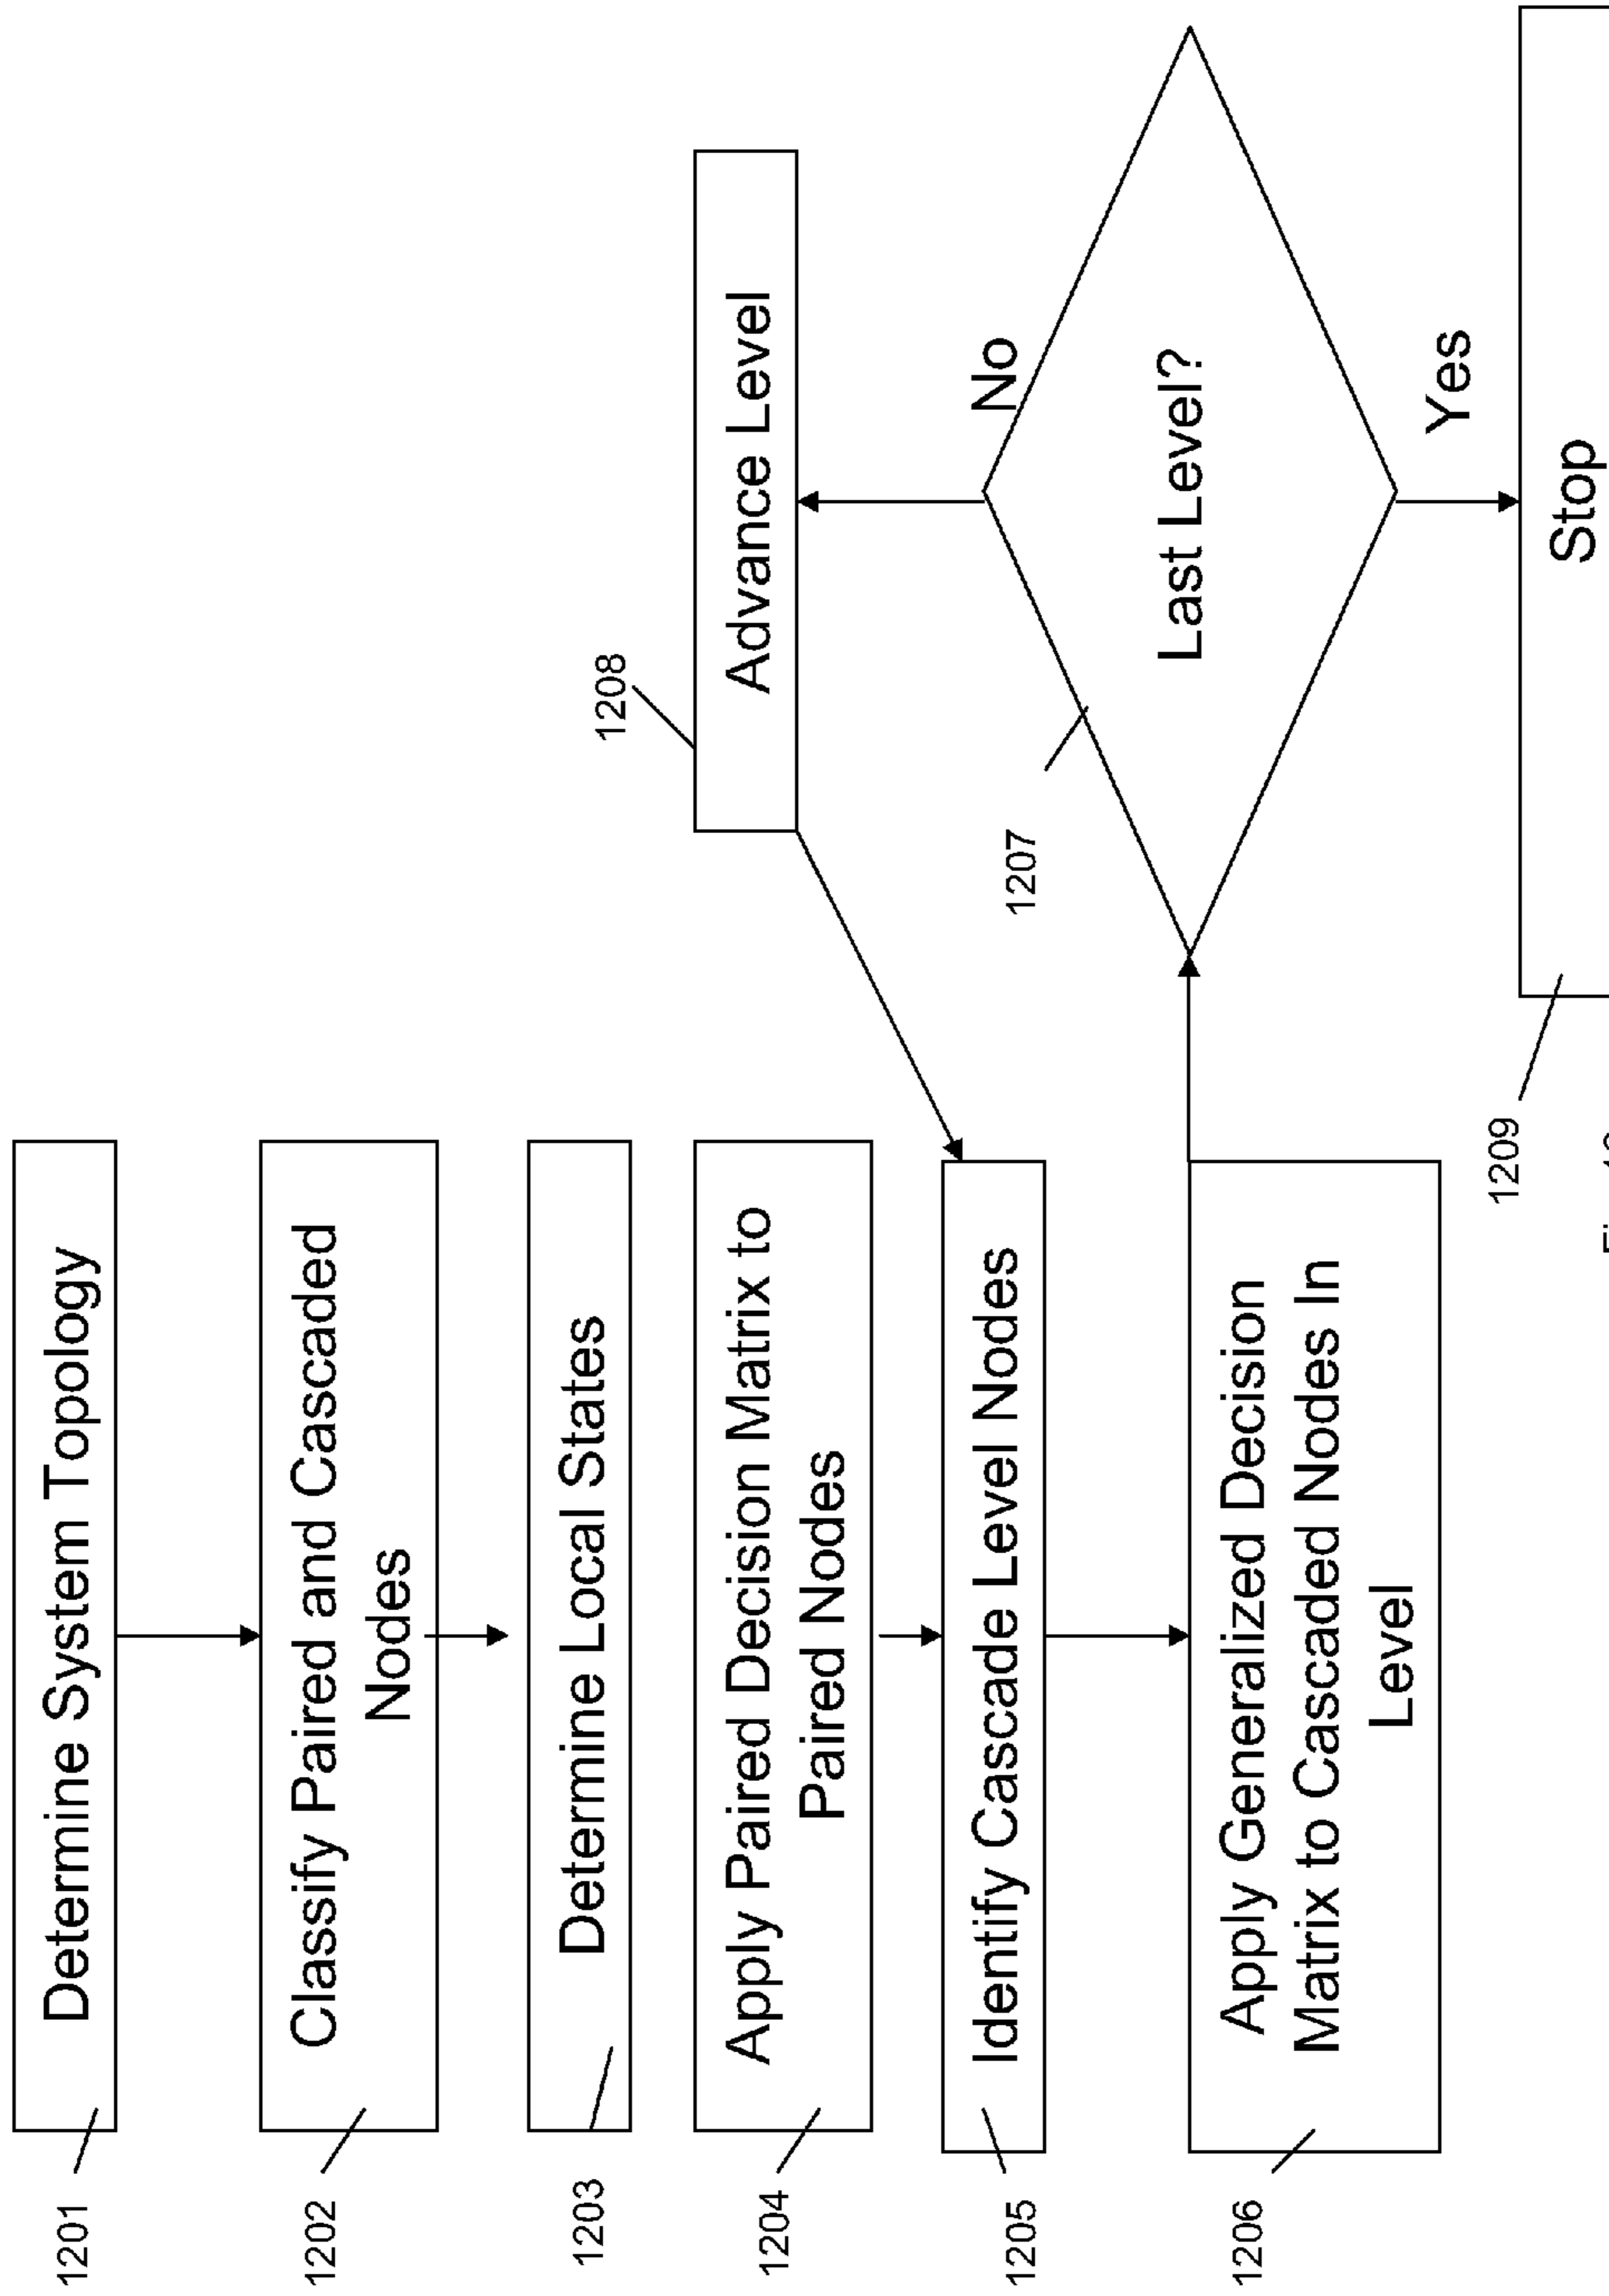 1201
Determine System Topology
1202
Classify Paired and Cascaded
Nodes
1203
Determine Local States
1204
Apply Paired Decision Matrix to
Paired Nodes
1205
Identify Cascade Level Nodes
1206
Apply Generalized Decision
Matrix to Cascaded Nodes In
Level
1208
Advance Level
No
1207
Last Level?
Yes
1209
Stop